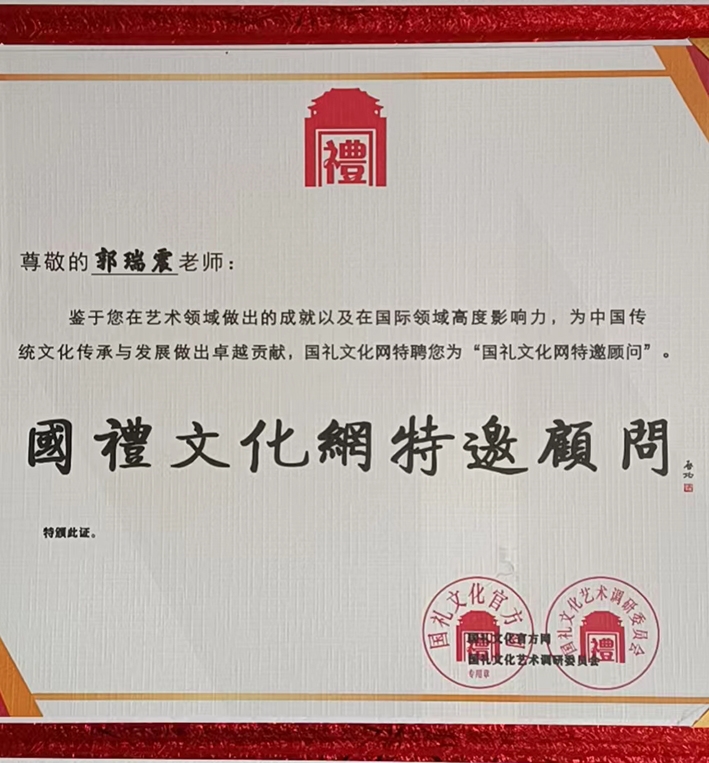 禮
尊敬的郭瑞震老师：
鉴于您在艺术领域做出的成就以及在国际领域高度影响力，为中国传
统文化传承与发展做出卓越贡献，国礼文化网特聘您为“国礼文化网特邀顾问”。
國禮文化網特邀顧問
特颁此证。
国礼文化官方网
禮
专用章
国礼文化艺术调研委员会
禮
国礼文化官方网
国礼文化艺术调研委员会